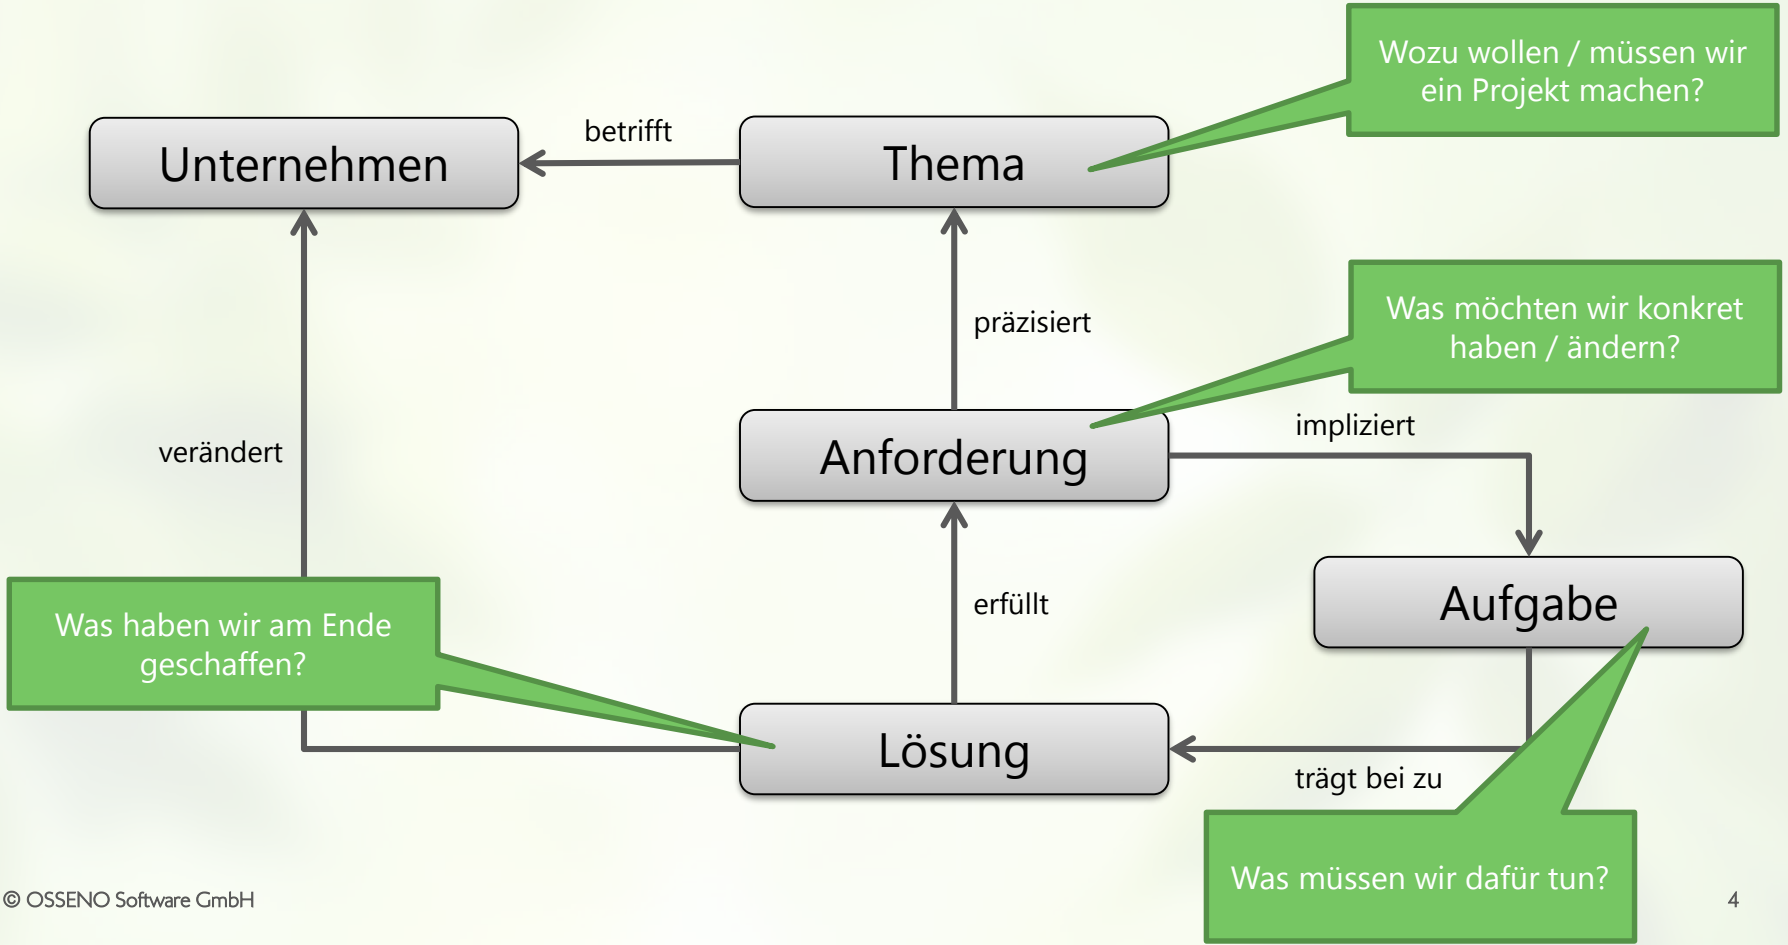 Wozu wollen / müssen wir
ein Projekt machen?
betrifft
Unternehmen
Thema
präzisiert
Was möchten wir konkret
haben / ändern?
impliziert
verändert
Anforderung
Aufgabe
erfüllt
Was haben wir am Ende
geschaffen?
Lösung
trägt bei zu
Was müssen wir dafür tun?
© OSSENO Software GmbH
4